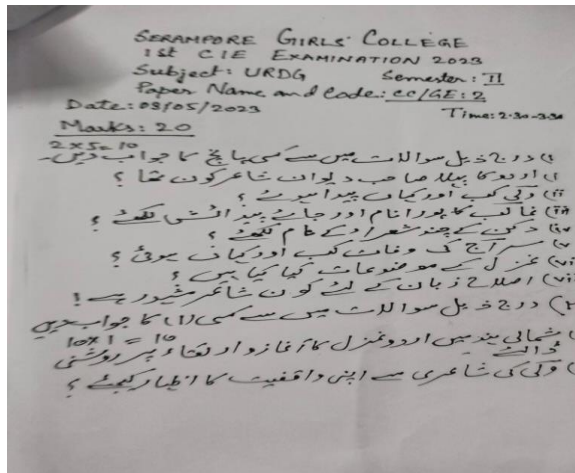 SERAMPORE GIRLS' COLLEGE
1st CIE EXAMINATION 2023
Subject: URDG Semester: II
Paper Name and Code: CC/GE: 2
Date: 08/05/2023 Time: 2:30-3:30
Marks: 20
2 x 5 = 10
۱) درج ذیل سوالات میں سے کسی پانچ کا جواب دیں۔
i) اردو کا پہلا صاحب دیوان شاعر کون تھا ؟
ii) ولی کب اور کہاں پیدا ہوئے ؟
iii) غالب کا پورا نام اور جائے پیدائش لکھئے ؟
iv) دکن کے چند شعراء کے نام لکھئے ؟
v) سراج کی وفات کب اور کہاں ہوئی ؟
vi) غزل کے موضوعات کیا کیا ہیں ؟
vii) اصلاح زبان کے لئے کون شاعر مشہور ہے !
۲) درج ذیل سوالات میں سے کسی (1) کا جواب دیں
10 x 1 = 10
شمالی ہند میں اردو غزل کا آغاز و ارتقاء پر روشنی
ڈالئے
ولی کی شاعری سے اپنی واقفیت کا اظہار کیجئے ؟